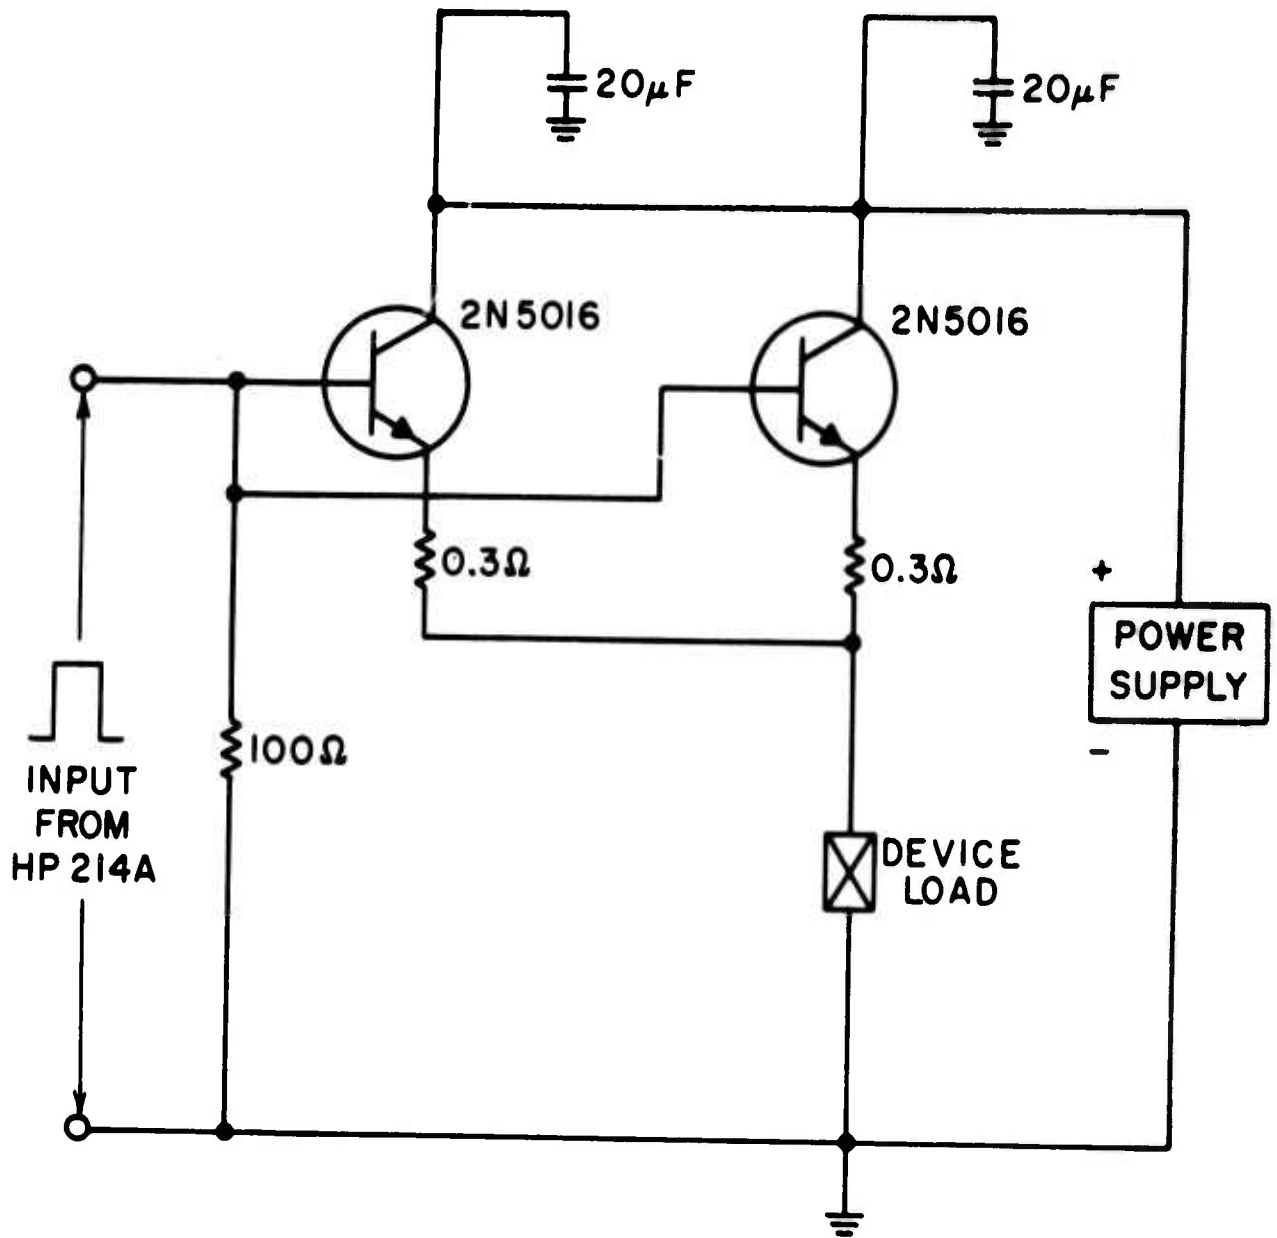 20μF
20μF
2N5016
2N5016
0.3Ω
0.3Ω
+
POWER
SUPPLY
−
100Ω
INPUT
FROM
HP 214A
DEVICE
LOAD